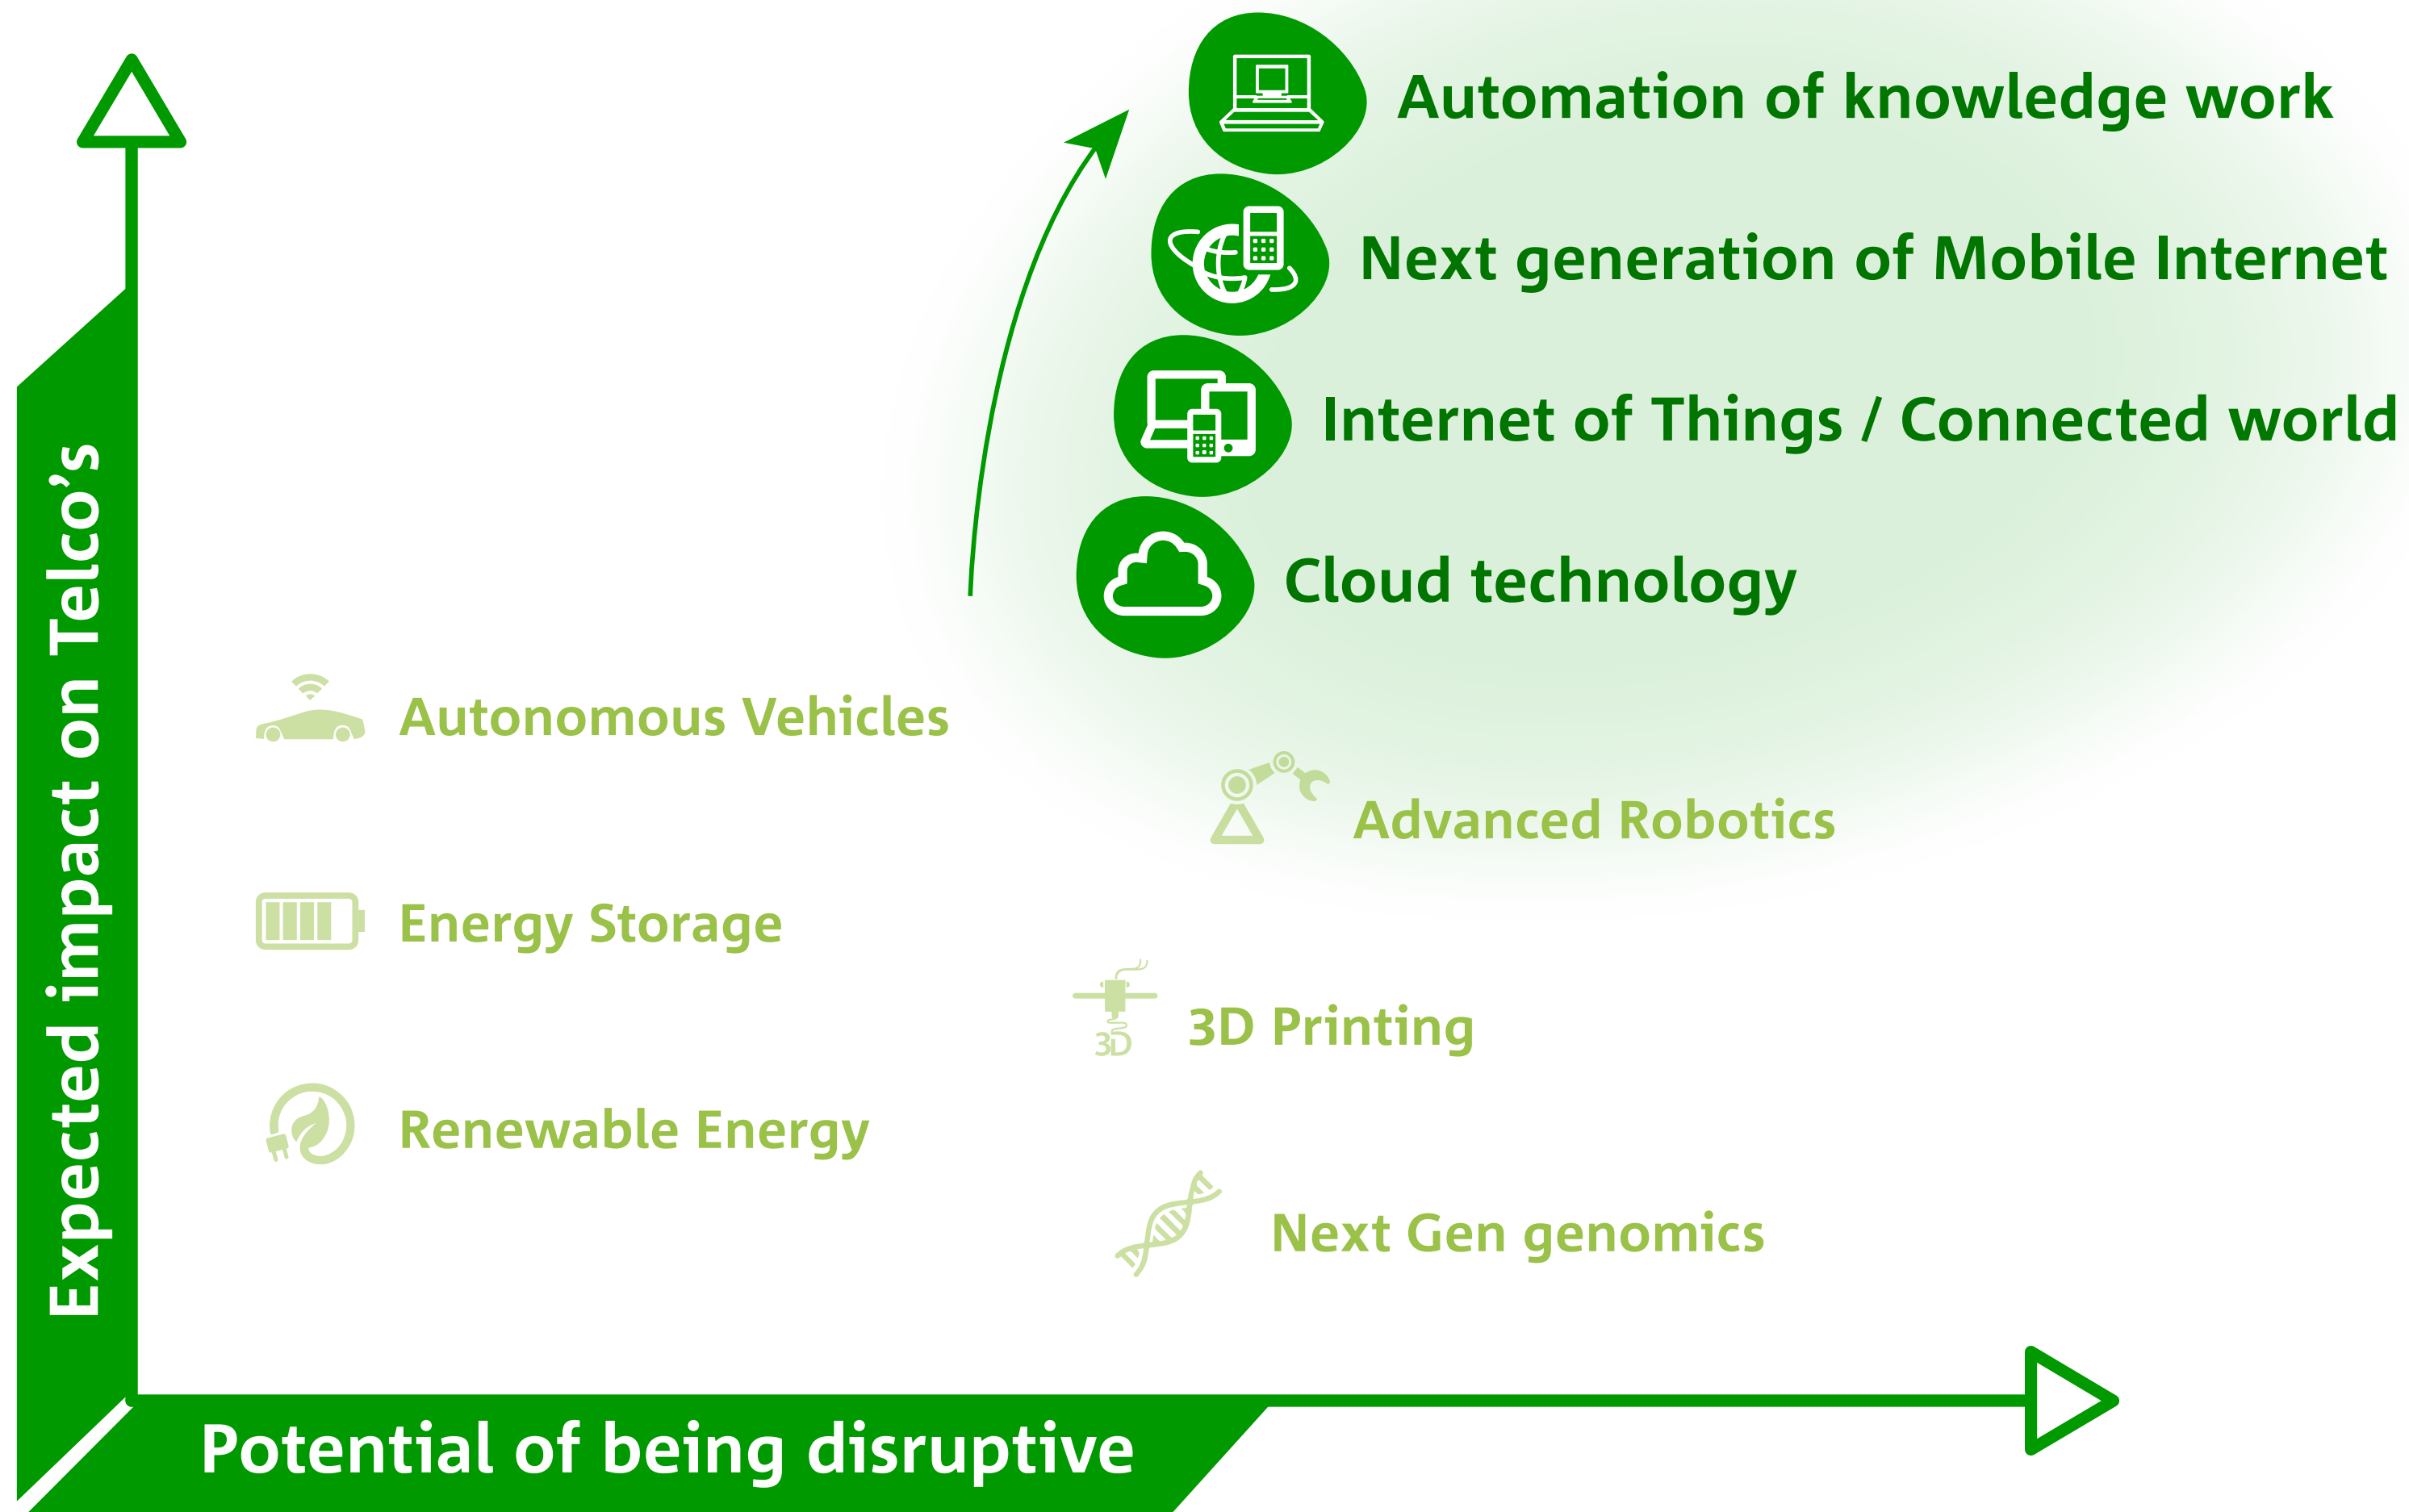 Automation of knowledge work
Next generation of Mobile Internet
Internet of Things / Connected world
Cloud technology
Autonomous Vehicles
Advanced Robotics
Energy Storage
3D Printing
3D
Renewable Energy
Next Gen genomics
Expected impact on Telco’s
Potential of being disruptive